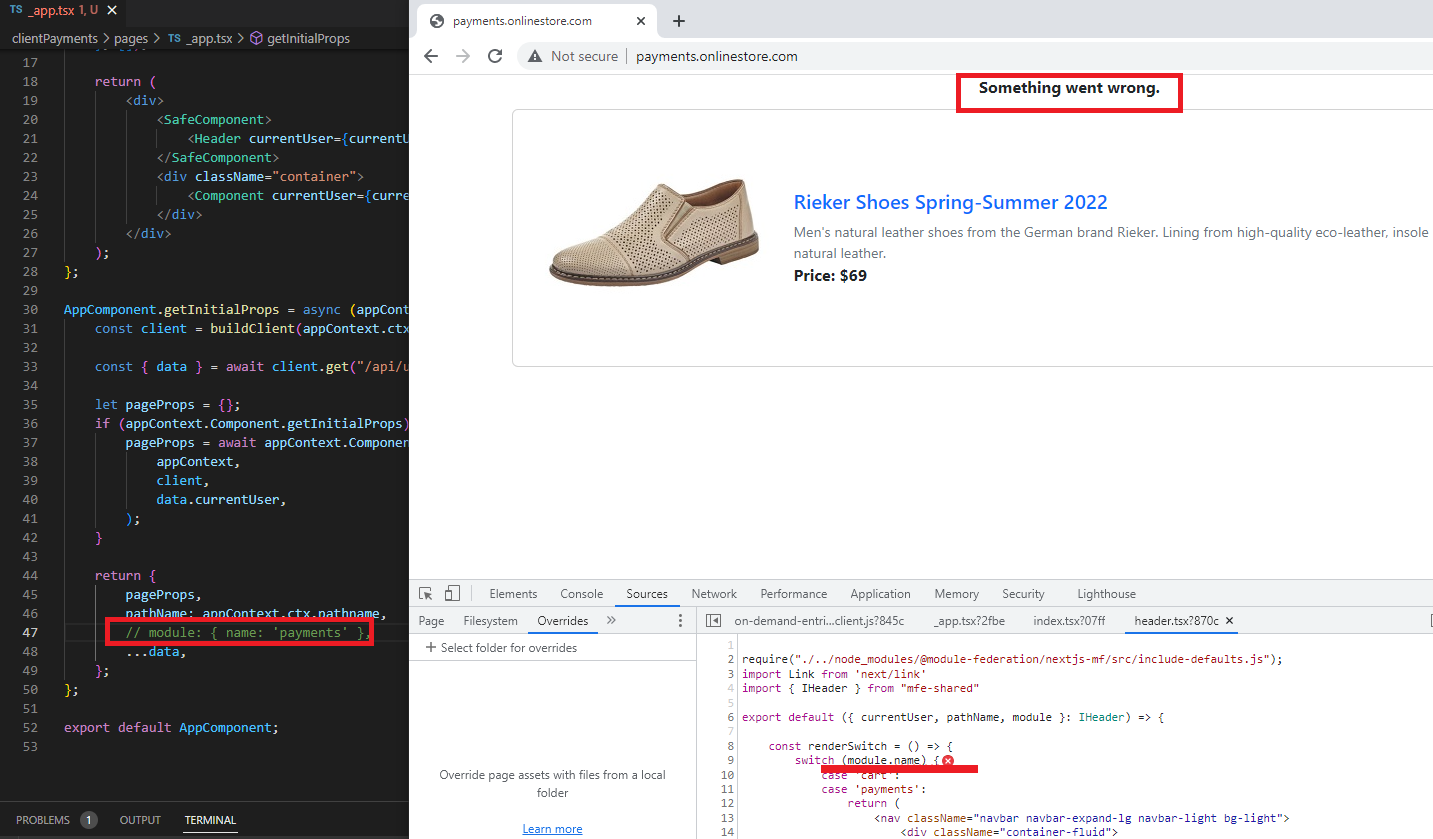 TS _app.tsx 1, U
clientPayments > pages > TS _app.tsx > getInitialProps
17
18 return (
19 <div>
20 <SafeComponent>
21 <Header currentUser={currentU
22 </SafeComponent>
23 <div className="container">
24 <Component currentUser={curre
25 </div>
26 </div>
27 );
28 };
29
30 AppComponent.getInitialProps = async (appCont
31 const client = buildClient(appContext.ctx
32
33 const { data } = await client.get("/api/u
34
35 let pageProps = {};
36 if (appContext.Component.getInitialProps)
37 pageProps = await appContext.Componen
38 appContext,
39 client,
40 data.currentUser,
41 );
42 }
43
44 return {
45 pageProps,
46 pathName: appContext.ctx.pathname,
47 // module: { name: 'payments' },
48 ...data,
49 };
50 };
51
52 export default AppComponent;
53
PROBLEMS 1 OUTPUT TERMINAL
payments.onlinestore.com
Not secure | payments.onlinestore.com
Something went wrong.
Rieker Shoes Spring-Summer 2022
Men's natural leather shoes from the German brand Rieker. Lining from high-quality eco-leather, insole
natural leather.
Price: $69
Elements Console Sources Network Performance Application Memory Security Lighthouse
Page Filesystem Overrides »
+ Select folder for overrides
Override page assets with files from a local
folder
Learn more
on-demand-entri...client.js?845c _app.tsx?2fbe index.tsx?07ff header.tsx?870c
1
2 require("./../node_modules/@module-federation/nextjs-mf/src/include-defaults.js");
3 import Link from 'next/link'
4 import { IHeader } from "mfe-shared"
5
6 export default ({ currentUser, pathName, module }: IHeader) => {
7
8 const renderSwitch = () => {
9 switch (module.name) {
10 case 'cart':
11 case 'payments':
12 return (
13 <nav className="navbar navbar-expand-lg navbar-light bg-light">
14 <div className="container-fluid">